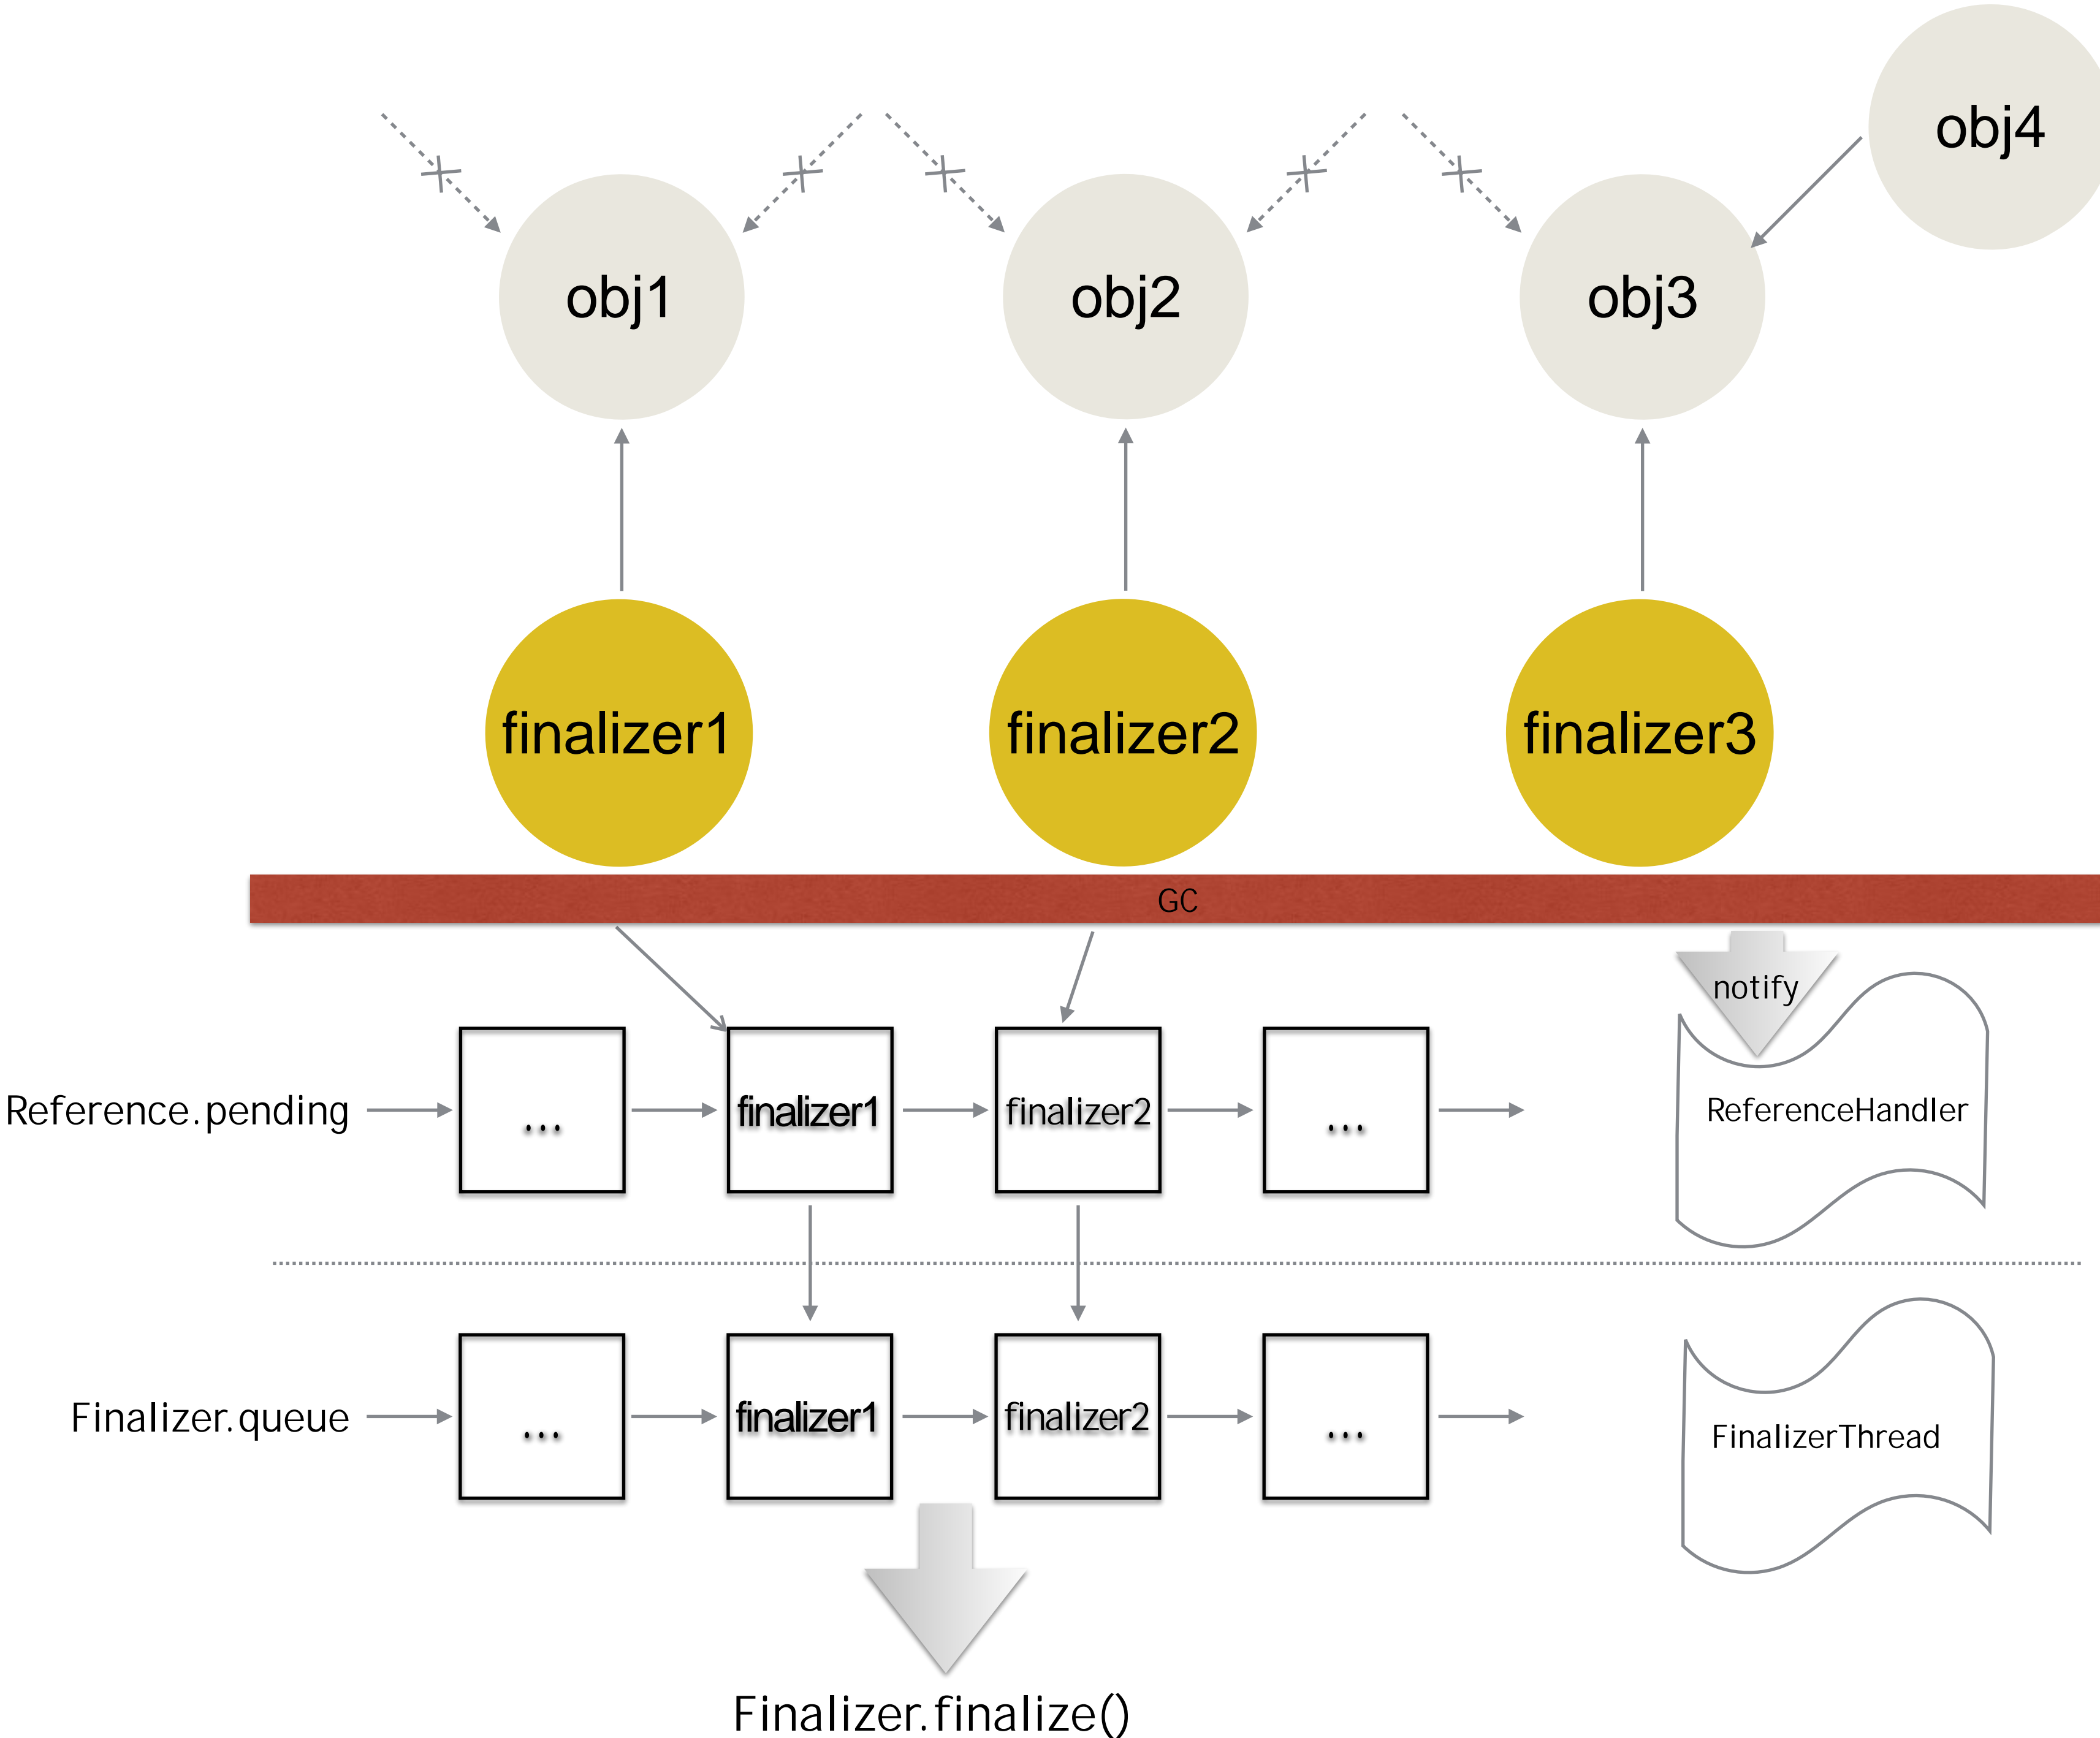 obj4
obj1
obj2
obj3
finalizer1
finalizer2
finalizer3
GC
notify
Reference.pending
...
finalizer1
finalizer2
...
ReferenceHandler
Finalizer.queue
...
finalizer1
finalizer2
...
FinalizerThread
Finalizer.finalize()